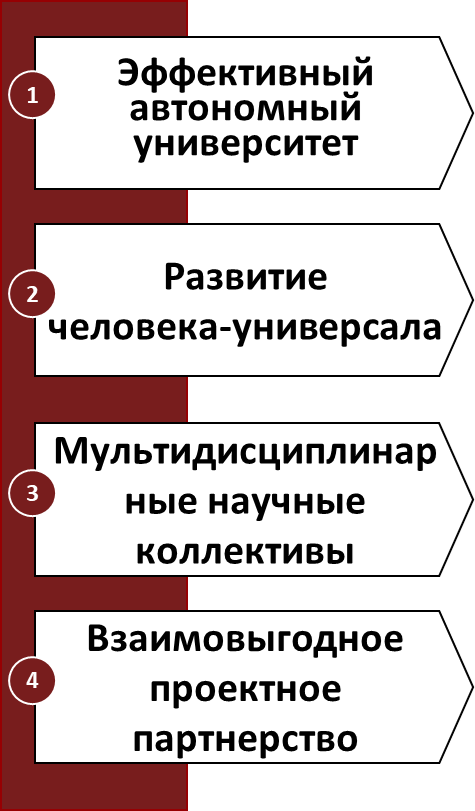 1
Эффективный
автономный
университет
2
Развитие
человека-универсала
3
Мультидисциплинар
ные научные
коллективы
4
Взаимовыгодное
проектное
партнерство